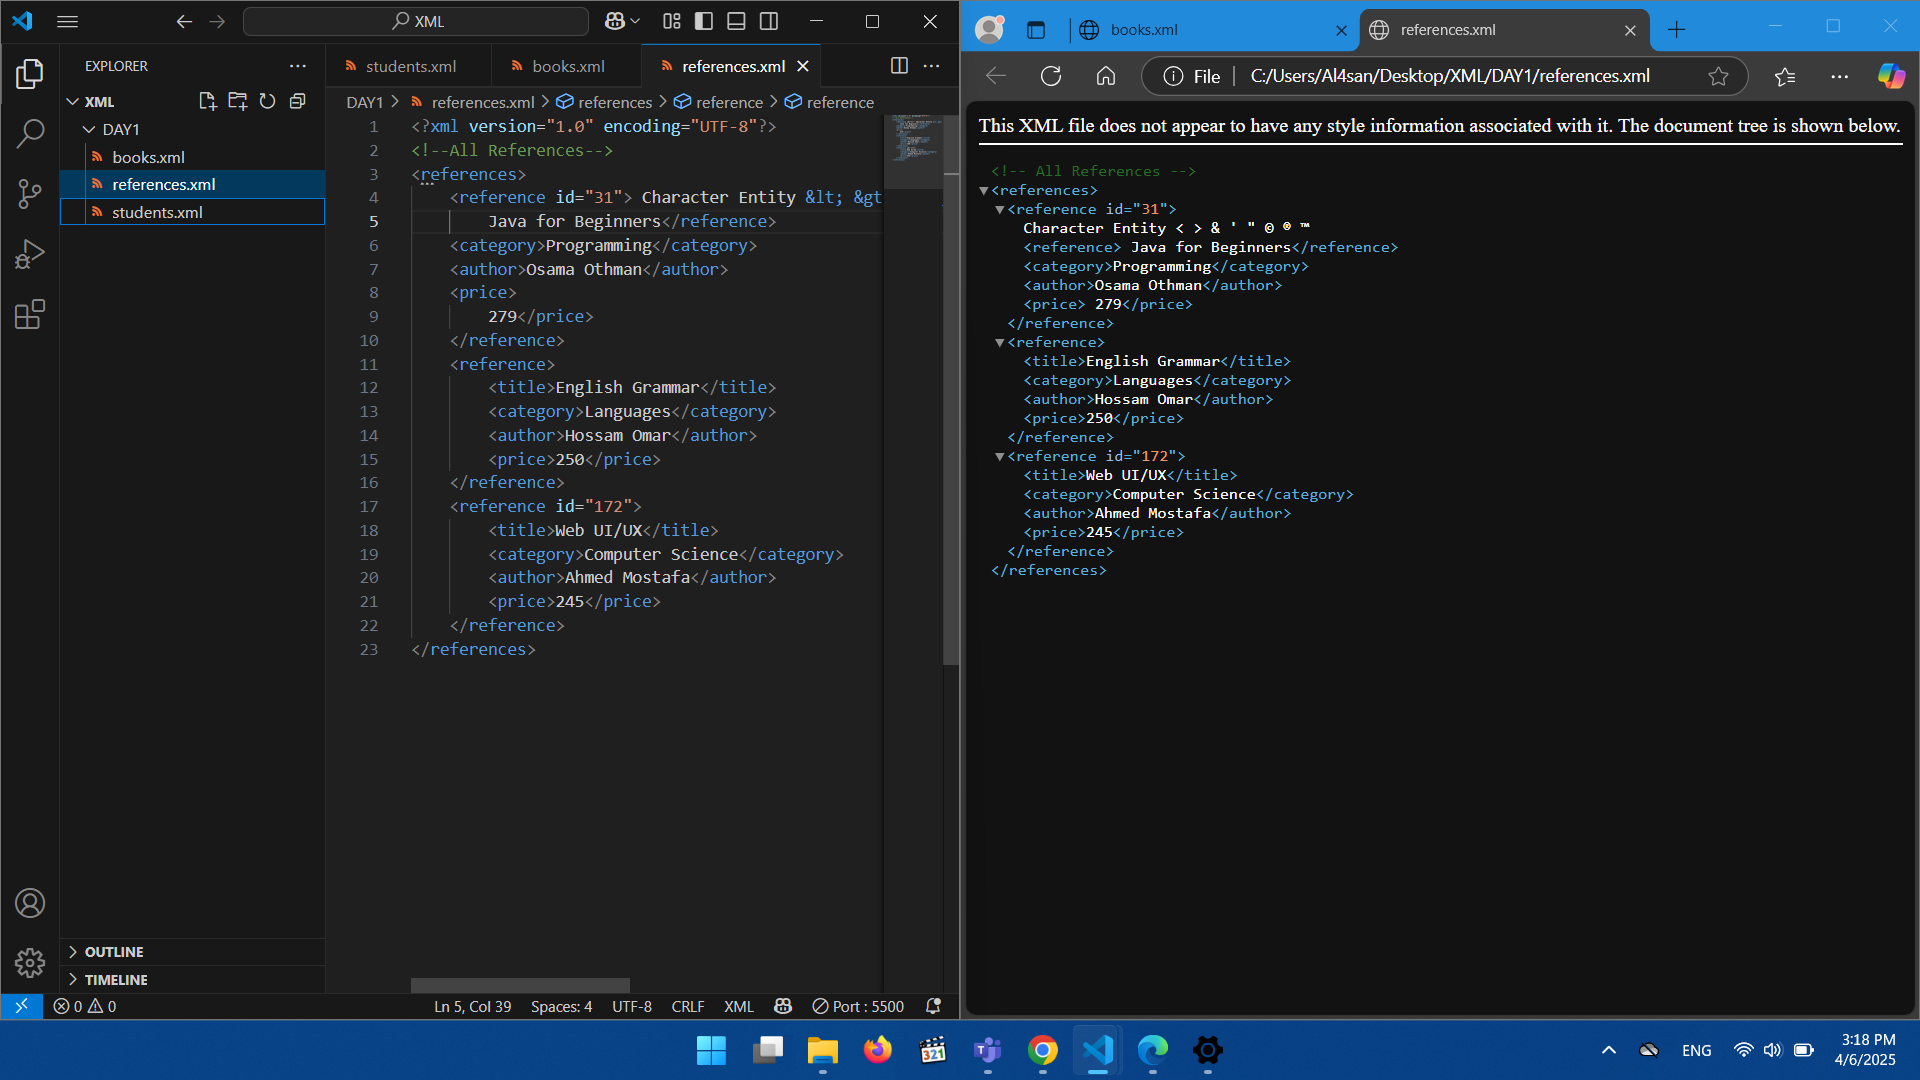 XML
EXPLORER
XML
DAY1
books.xml
references.xml
students.xml
OUTLINE
TIMELINE
students.xml
books.xml
references.xml
DAY1 > references.xml > references > reference > reference
1 <?xml version="1.0" encoding="UTF-8"?>
2 <!--All References-->
3 <references>
4 <reference id="31"> Character Entity &lt; &gt
5 Java for Beginners</reference>
6 <category>Programming</category>
7 <author>Osama Othman</author>
8 <price>
9 279</price>
10 </reference>
11 <reference>
12 <title>English Grammar</title>
13 <category>Languages</category>
14 <author>Hossam Omar</author>
15 <price>250</price>
16 </reference>
17 <reference id="172">
18 <title>Web UI/UX</title>
19 <category>Computer Science</category>
20 <author>Ahmed Mostafa</author>
21 <price>245</price>
22 </reference>
23 </references>
0 0
Ln 5, Col 39 Spaces: 4 UTF-8 CRLF XML Port : 5500
books.xml
references.xml
File C:/Users/Al4san/Desktop/XML/DAY1/references.xml
This XML file does not appear to have any style information associated with it. The document tree is shown below.
<!-- All References -->
<references>
<reference id="31">
Character Entity < > & ' " © ® ™
<reference> Java for Beginners</reference>
<category>Programming</category>
<author>Osama Othman</author>
<price> 279</price>
</reference>
<reference>
<title>English Grammar</title>
<category>Languages</category>
<author>Hossam Omar</author>
<price>250</price>
</reference>
<reference id="172">
<title>Web UI/UX</title>
<category>Computer Science</category>
<author>Ahmed Mostafa</author>
<price>245</price>
</reference>
</references>
321
ENG
3:18 PM
4/6/2025